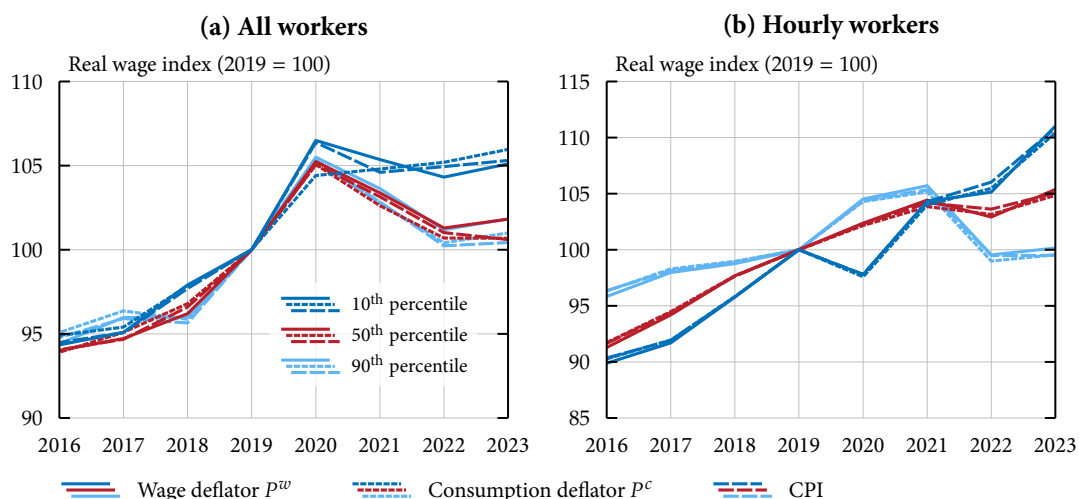 (a) All workers
Real wage index (2019 = 100)
110
105
100
95
90
2016 2017 2018 2019 2020 2021 2022 2023
10th percentile
50th percentile
90th percentile
(b) Hourly workers
Real wage index (2019 = 100)
115
110
105
100
95
90
85
2016 2017 2018 2019 2020 2021 2022 2023
Wage deflator P^w Consumption deflator P^c CPI